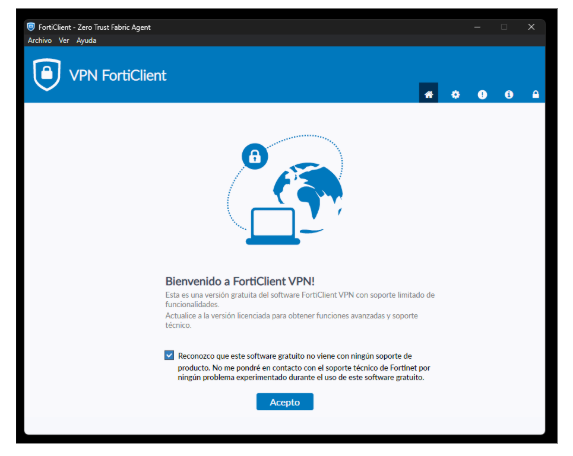 FortiClient - Zero Trust Fabric Agent
Archivo Ver Ayuda
VPN FortiClient
Bienvenido a FortiClient VPN!
Esta es una versión gratuita del software FortiClient VPN con soporte limitado de
funcionalidades.
Actualice a la versión licenciada para obtener funciones avanzadas y soporte
técnico.
Reconozco que este software gratuito no viene con ningún soporte de
producto. No me pondré en contacto con el soporte técnico de Fortinet por
ningún problema experimentado durante el uso de este software gratuito.
Acepto